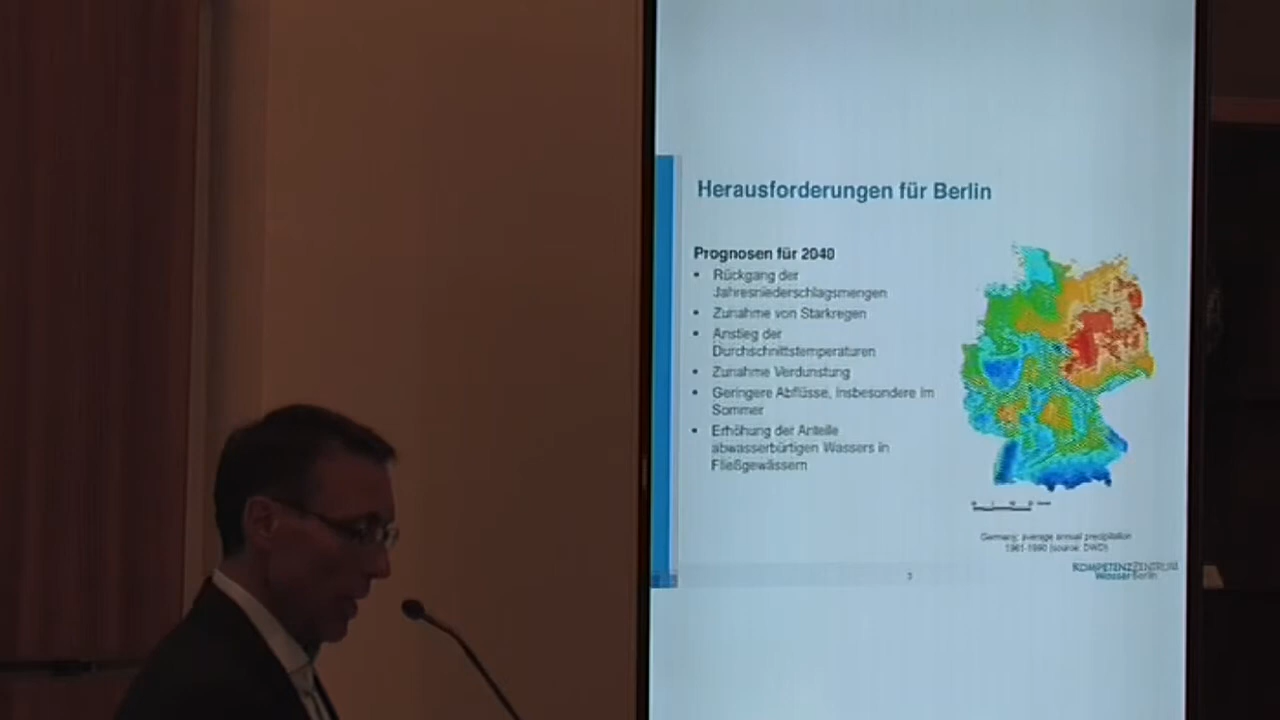 Herausforderungen für Berlin
Prognosen für 2040
Rückgang der
Jahresniederschlagsmengen
Zunahme von Starkregen
Anstieg der
Durchschnittstemperaturen
Zunahme Verdunstung
Geringere Abflüsse, insbesondere im
Sommer
Erhöhung der Anteile
abwasserbürtigen Wassers in
Fließgewässern
Germany: average annual precipitation
1961-1990 (source: DWD)
KOMPETENZZENTRUM
WasserBerlin
3